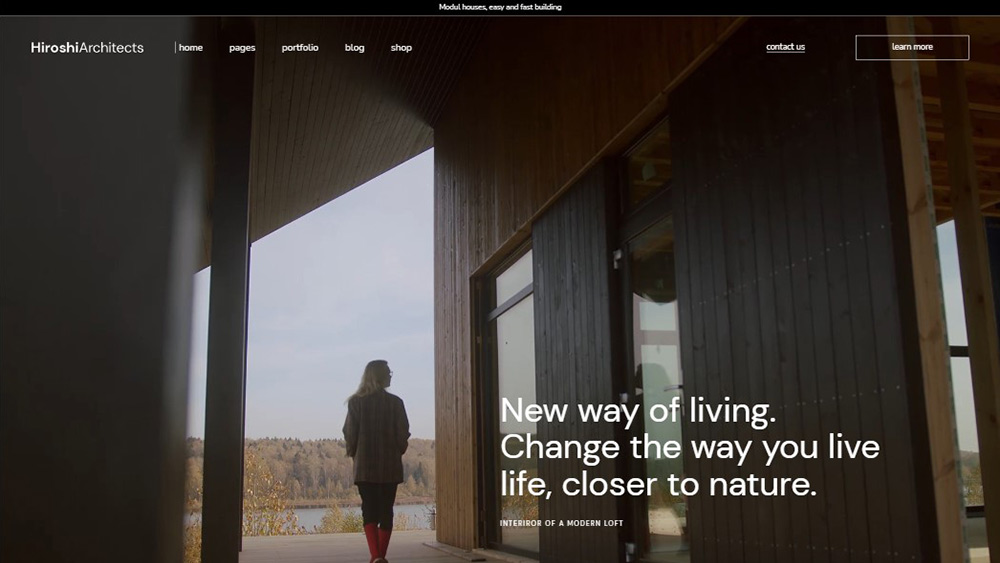 Modul houses, easy and fast building
HiroshiArchitects
home
pages
portfolio
blog
shop
contact us
learn more
New way of living.
Change the way you live
life, closer to nature.
INTERIROR OF A MODERN LOFT